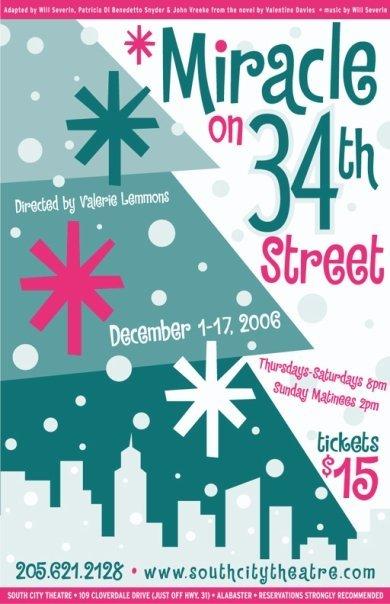 Adapted by Will Severin, Patricia Di Benedetto Snyder & John Vreeke from the novel by Valentine Davies • music by Will Severin
Miracle
on
34th
Street
Directed by Valerie Lemmons
December 1-17, 2006
Thursdays-Saturdays 8pm
Sunday Matinees 2pm
tickets
$15
205.621.2128 • www.southcitytheatre.com
SOUTH CITY THEATRE • 109 CLOVERDALE DRIVE (JUST OFF HWY. 31) • ALABASTER • RESERVATIONS STRONGLY RECOMMENDED